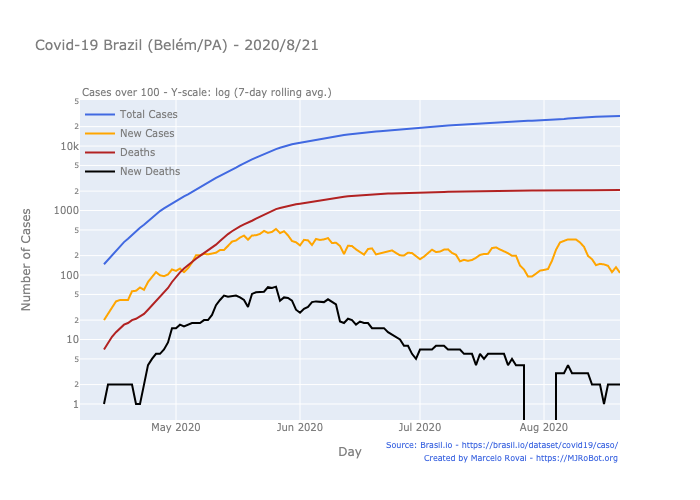 Covid-19 Brazil (Belém/PA) - 2020/8/21
Cases over 100 - Y-scale: log (7-day rolling avg.)
Total Cases
New Cases
Deaths
New Deaths
5
2
10k
5
2
1000
5
2
100
5
2
10
5
2
1
Number of Cases
May 2020
Jun 2020
Jul 2020
Aug 2020
Day
Source: Brasil.io - https://brasil.io/dataset/covid19/caso/
Created by Marcelo Rovai - https://MJRoBot.org